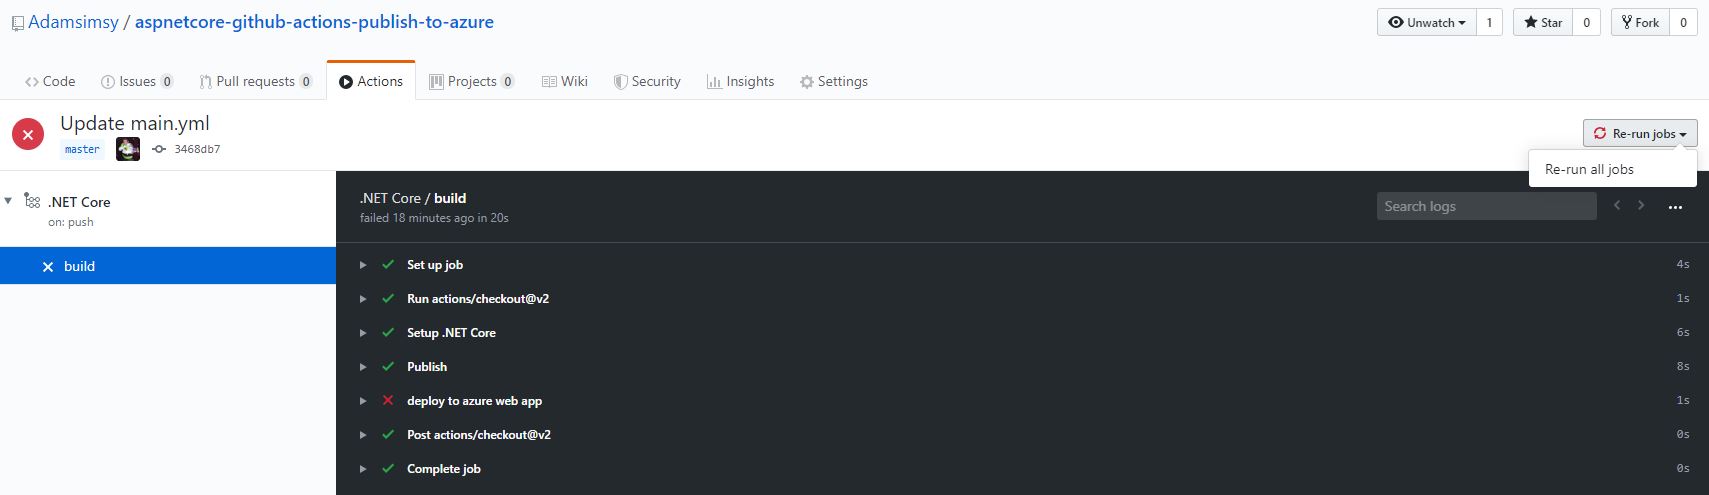 Adamsimsy / aspnetcore-github-actions-publish-to-azure
Unwatch 1 Star 0 Fork 0
Code Issues 0 Pull requests 0 Actions Projects 0 Wiki Security Insights Settings
Update main.yml
master 3468db7
Re-run jobs
Re-run all jobs
.NET Core
on: push
build
.NET Core / build
failed 18 minutes ago in 20s
Search logs
Set up job 4s
Run actions/checkout@v2 1s
Setup .NET Core 6s
Publish 8s
deploy to azure web app 1s
Post actions/checkout@v2 0s
Complete job 0s